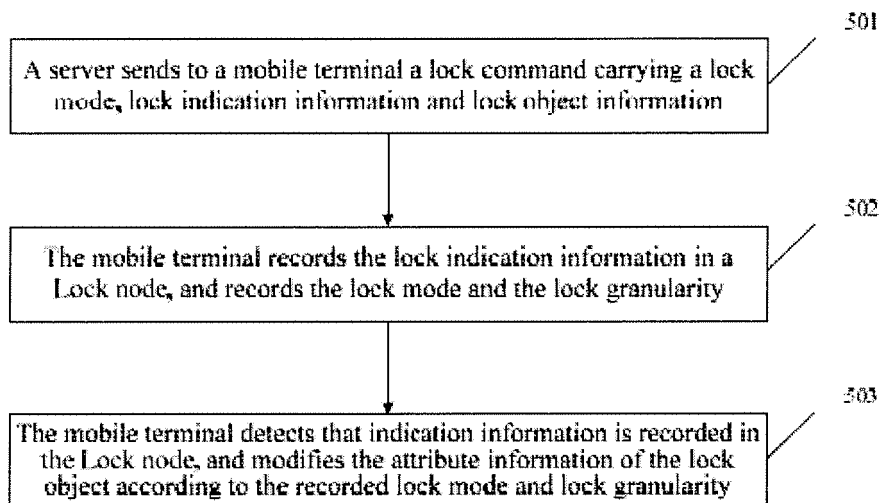 501
A server sends to a mobile terminal a lock command carrying a lock
mode, lock indication information and lock object information
502
The mobile terminal records the lock indication information in a
Lock node, and records the lock mode and the lock granularity
503
The mobile terminal detects that indication information is recorded in
the Lock node, and modifies the attribute information of the lock
object according to the recorded lock mode and lock granularity